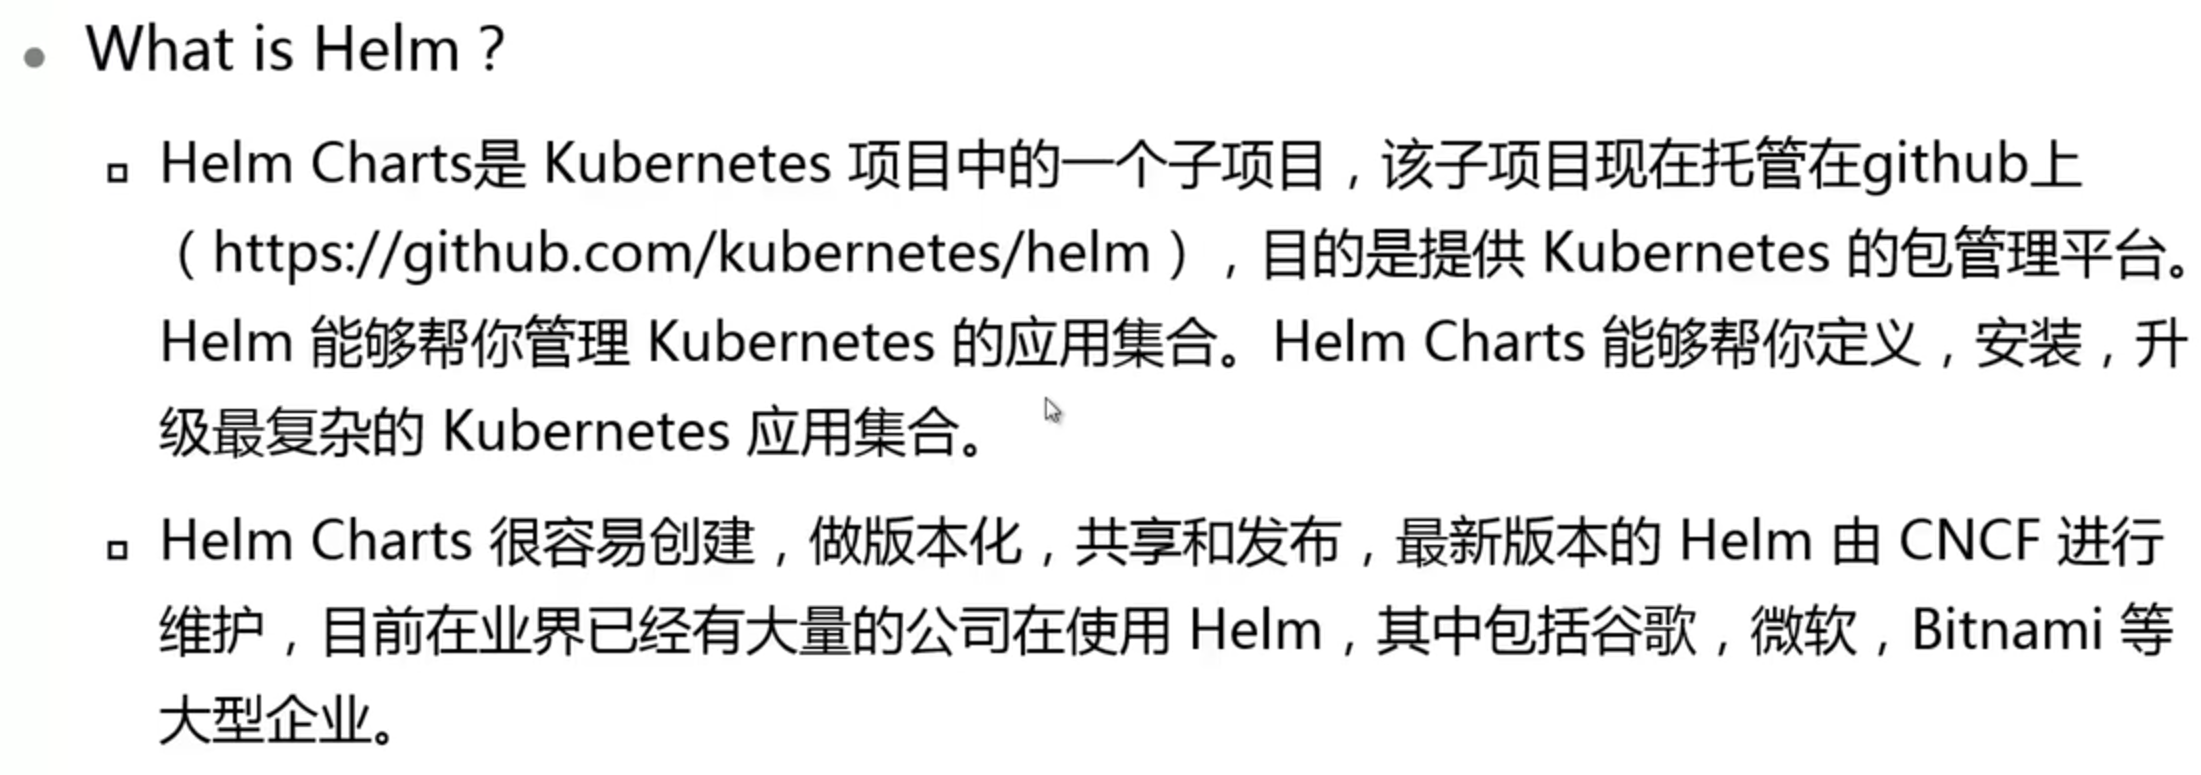 What is Helm？
Helm Charts是 Kubernetes 项目中的一个子项目，该子项目现在托管在github上
（https://github.com/kubernetes/helm），目的是提供 Kubernetes 的包管理平台。
Helm 能够帮你管理 Kubernetes 的应用集合。Helm Charts 能够帮你定义，安装，升
级最复杂的 Kubernetes 应用集合。
Helm Charts 很容易创建，做版本化，共享和发布，最新版本的 Helm 由 CNCF 进行
维护，目前在业界已经有大量的公司在使用 Helm，其中包括谷歌，微软，Bitnami 等
大型企业。